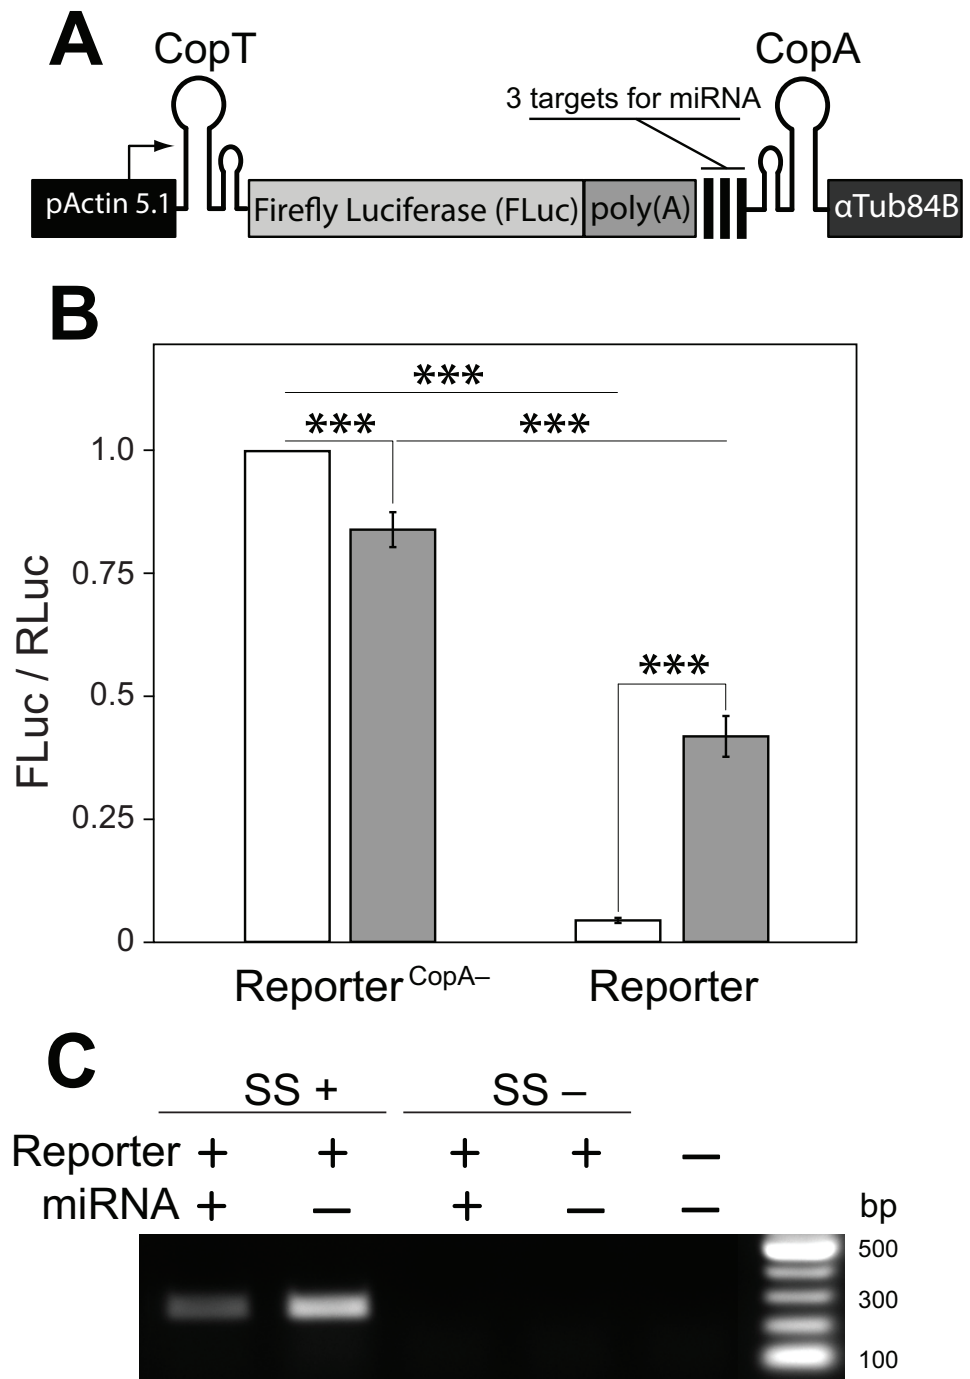 A
CopT
CopA
3 targets for miRNA
pActin 5.1
Firefly Luciferase (FLuc)
poly(A)
αTub84B
B
***
*** ***
1.0
0.75
***
0.5
0.25
0
FLuc / RLuc
Reporter CopA–
Reporter
C
SS + SS –
Reporter + + + + —
miRNA + — + — — bp
500
300
100